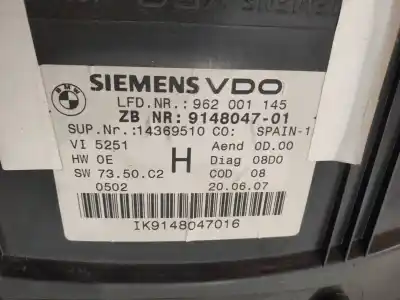 BMW
SIEMENS VDO
LFD.NR.: 962 001 145
ZB NR: 9148047-01
SUP.Nr.: 14369510 CO: SPAIN-1
VI 5251 Aend 0D.00
HW 0E H Diag 08D0
SW 73.50.C2 COD 08
0502 20.06.07
IK9148047016